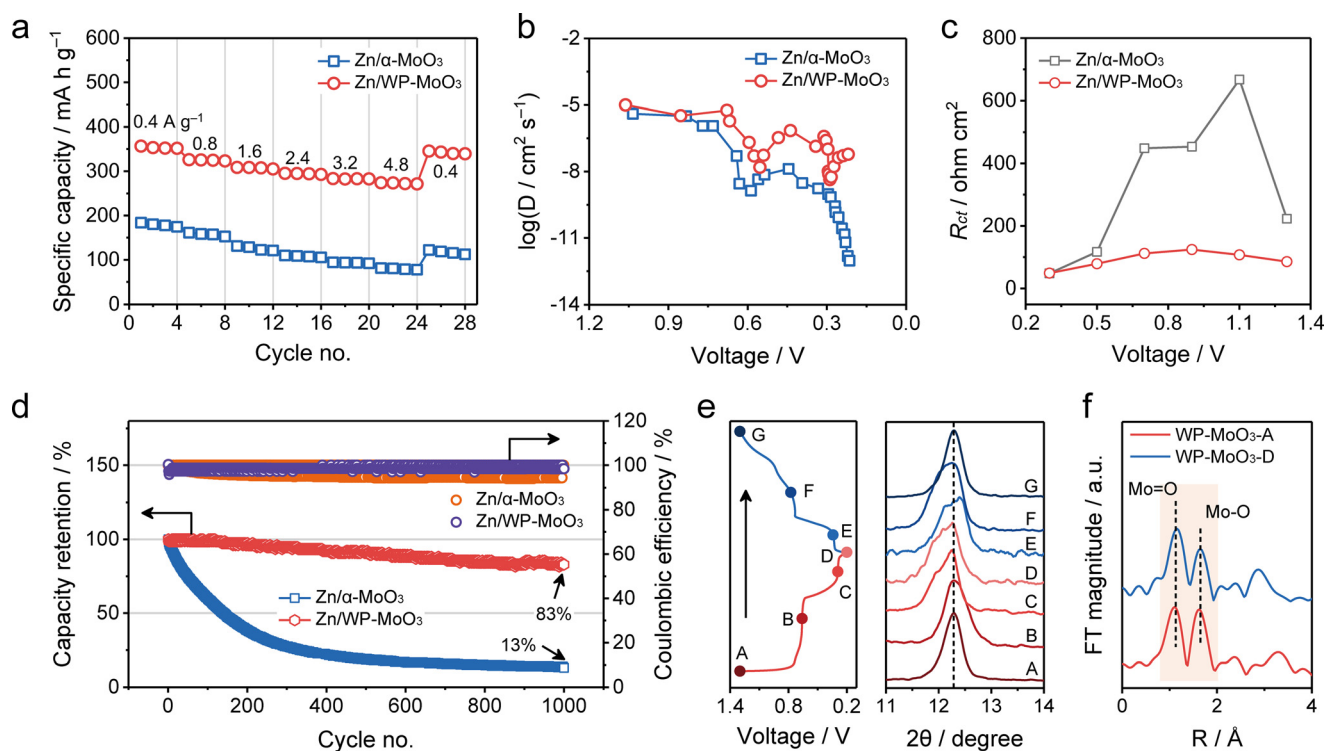 a
Specific capacity / mA h g⁻¹
600
500
400
300
200
100
0
Zn/α-MoO₃
Zn/WP-MoO₃
0.4 A g⁻¹
0.8
1.6
2.4
3.2
4.8
0.4
0 4 8 12 16 20 24 28
Cycle no.
b
log(D / cm² s⁻¹)
-2
-5
-8
-11
-14
Zn/α-MoO₃
Zn/WP-MoO₃
1.2 0.9 0.6 0.3 0.0
Voltage / V
c
Rct / ohm cm²
800
600
400
200
0
Zn/α-MoO₃
Zn/WP-MoO₃
0.3 0.5 0.7 0.9 1.1 1.3
Voltage / V
d
Capacity retention / %
150
100
50
0
Coulombic efficiency / %
120
100
80
60
40
20
0
Zn/α-MoO₃
Zn/WP-MoO₃
Zn/α-MoO₃
Zn/WP-MoO₃
83%
13%
0 200 400 600 800 1000
Cycle no.
e
G
F
E
D
C
B
A
1.4 0.8 0.2
Voltage / V
G
F
E
D
C
B
A
11 12 13 14
2θ / degree
f
FT magnitude / a.u.
WP-MoO₃-A
WP-MoO₃-D
Mo=O
Mo-O
0 2 4
R / Å